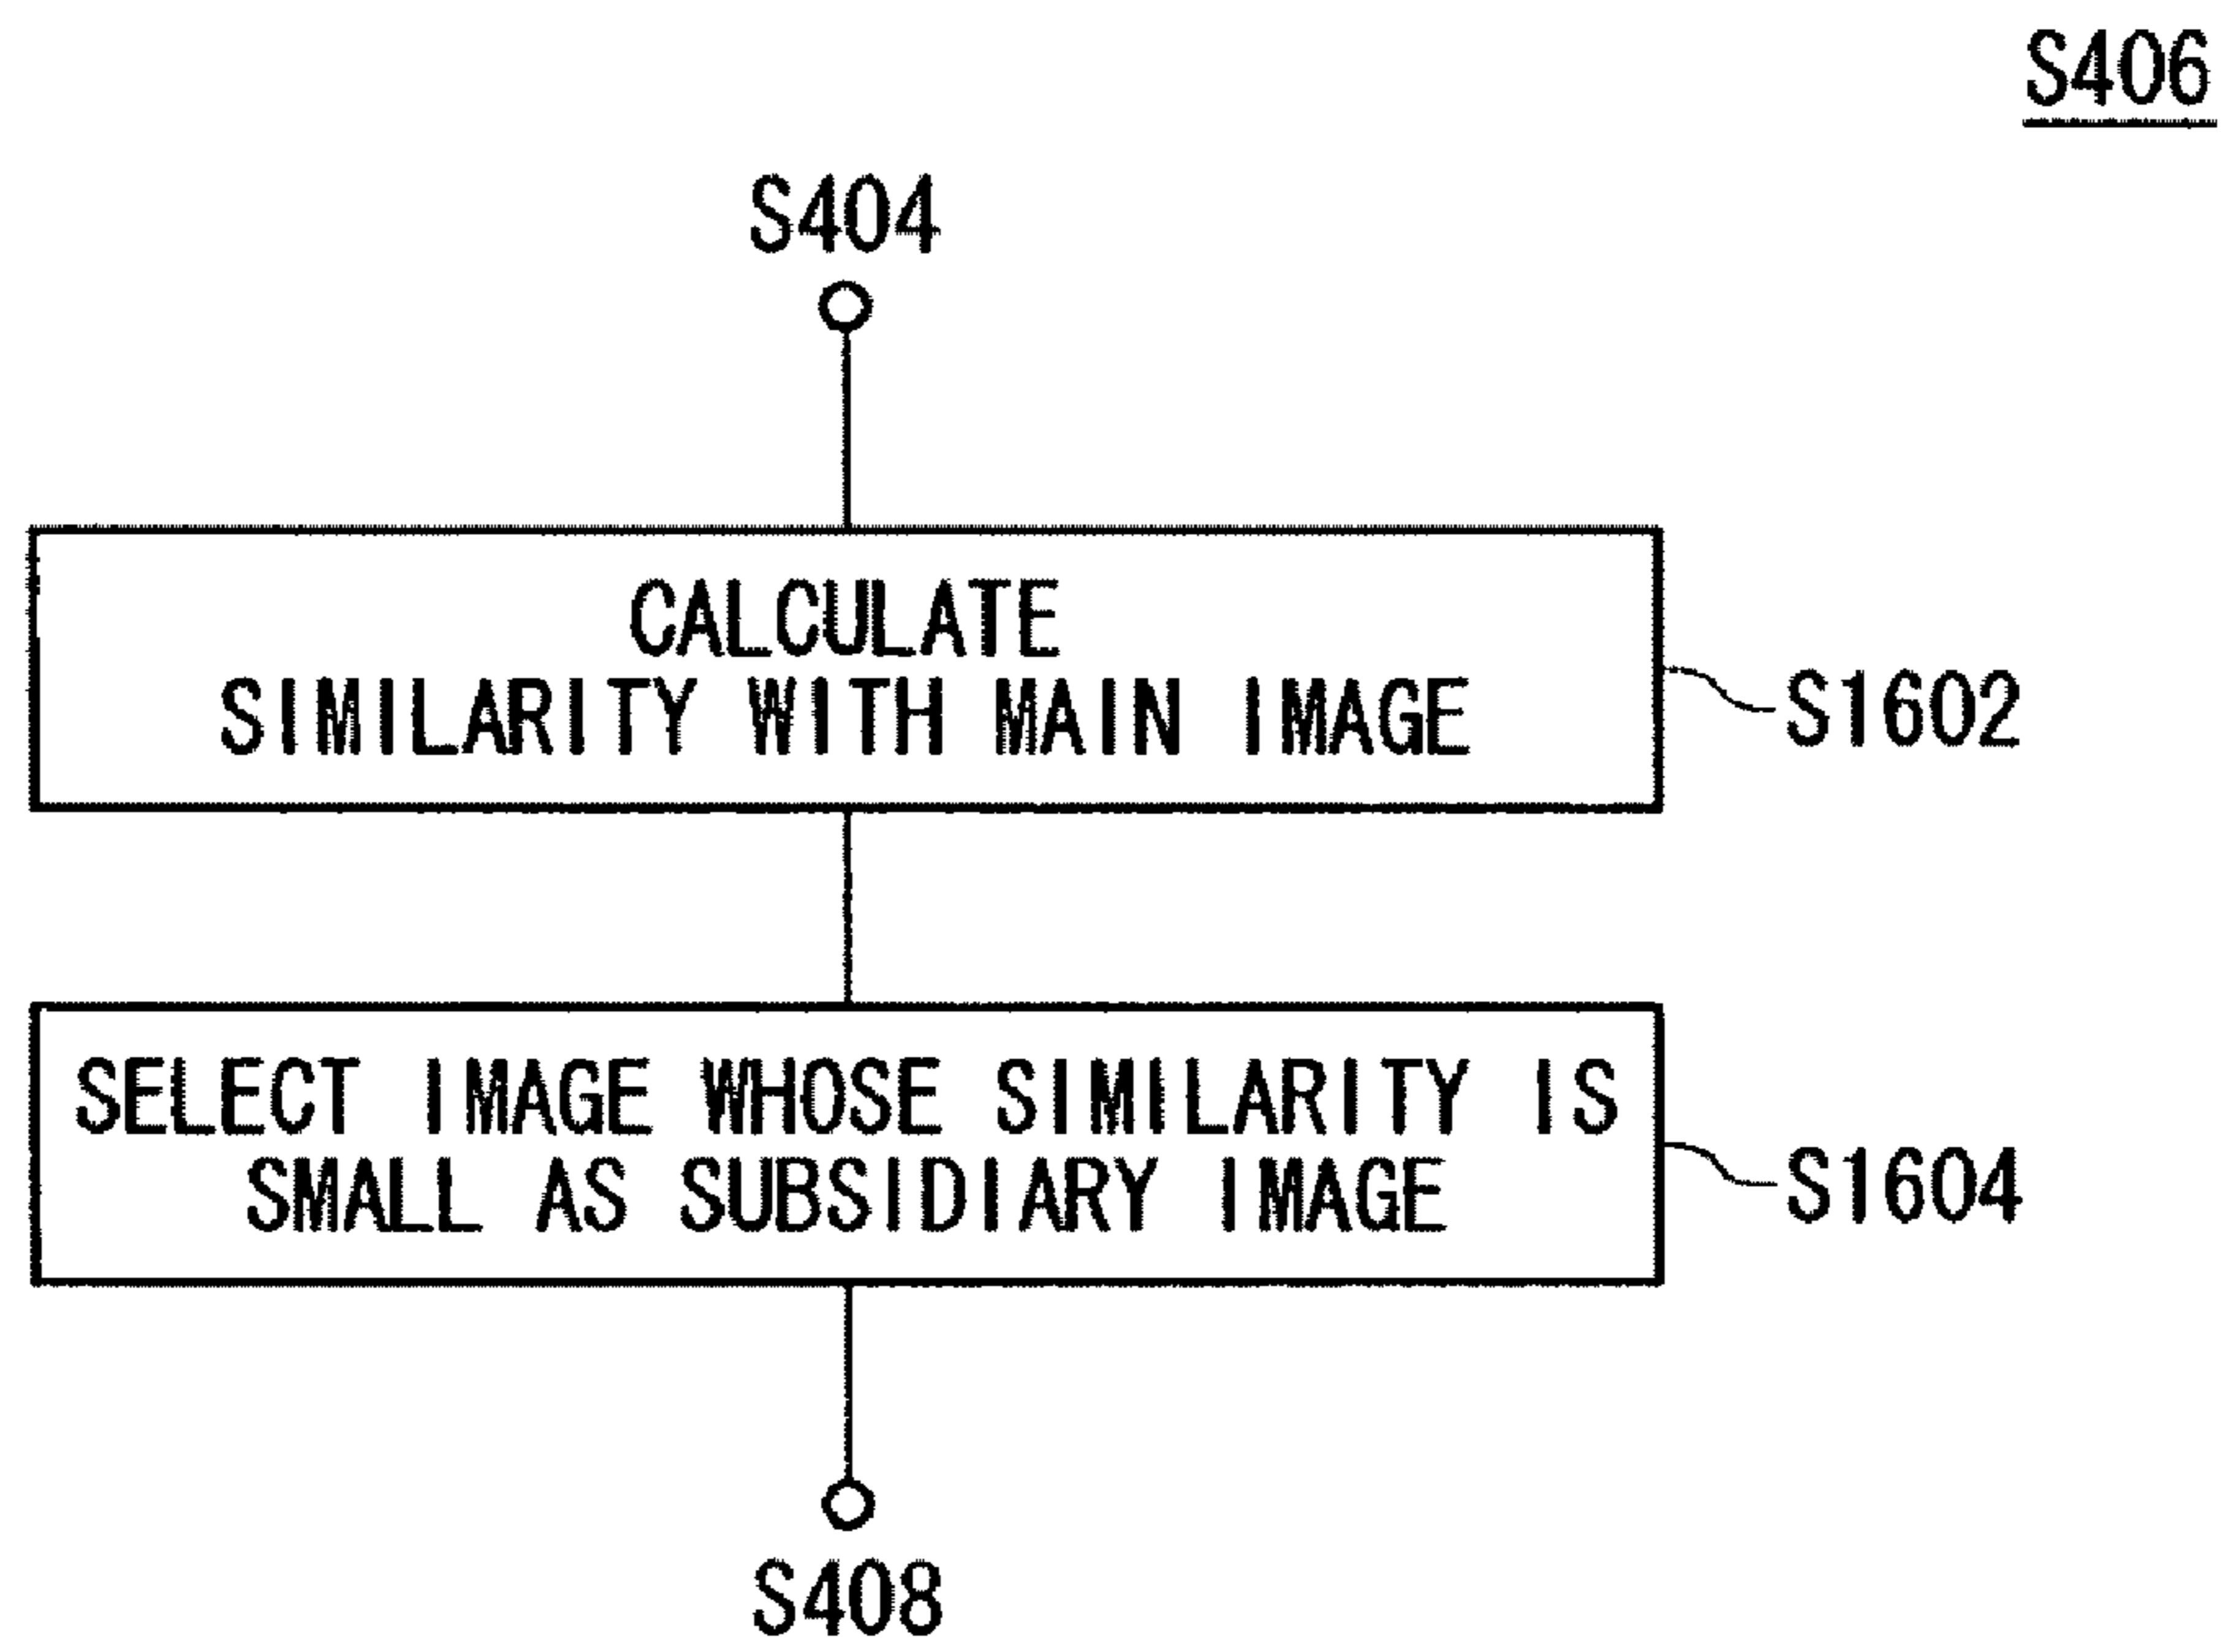 S406
S404
CALCULATE
SIMILARITY WITH MAIN IMAGE
S1602
SELECT IMAGE WHOSE SIMILARITY IS
SMALL AS SUBSIDIARY IMAGE
S1604
S408